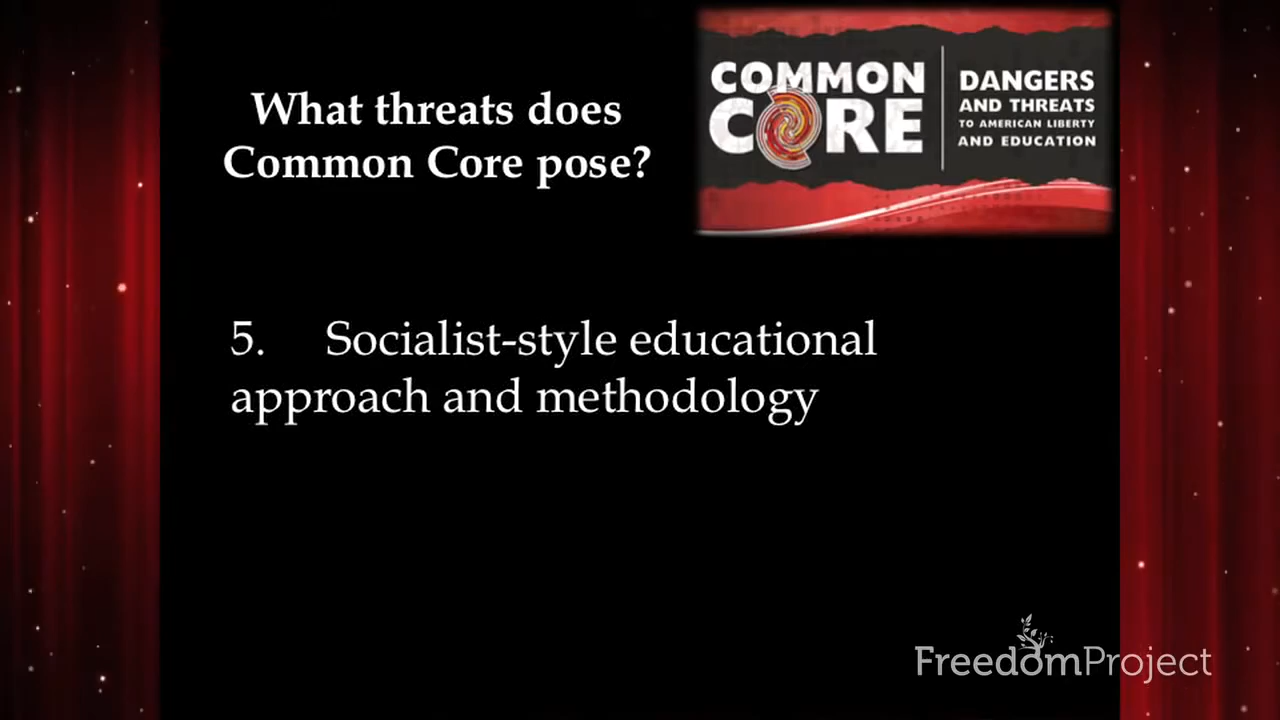 What threats does
Common Core pose?
COMMON
CORE
DANGERS
AND THREATS
TO AMERICAN LIBERTY
AND EDUCATION
5. Socialist-style educational
approach and methodology
FreedomProject